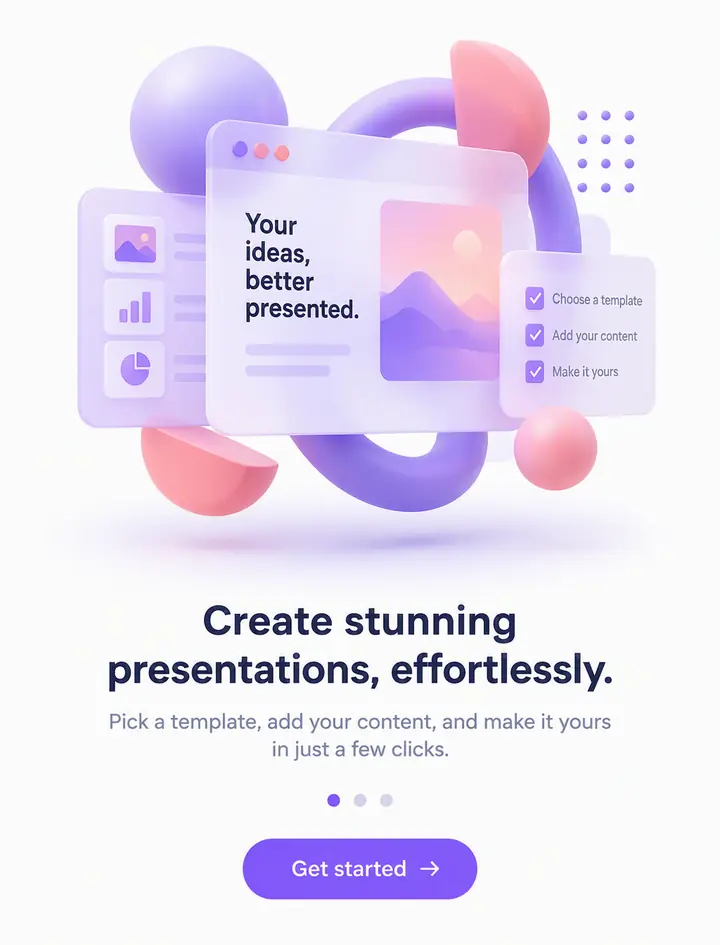 Your
ideas,
better
presented.
Choose a template
Add your content
Make it yours
Create stunning
presentations, effortlessly.
Pick a template, add your content, and make it yours
in just a few clicks.
Get started →